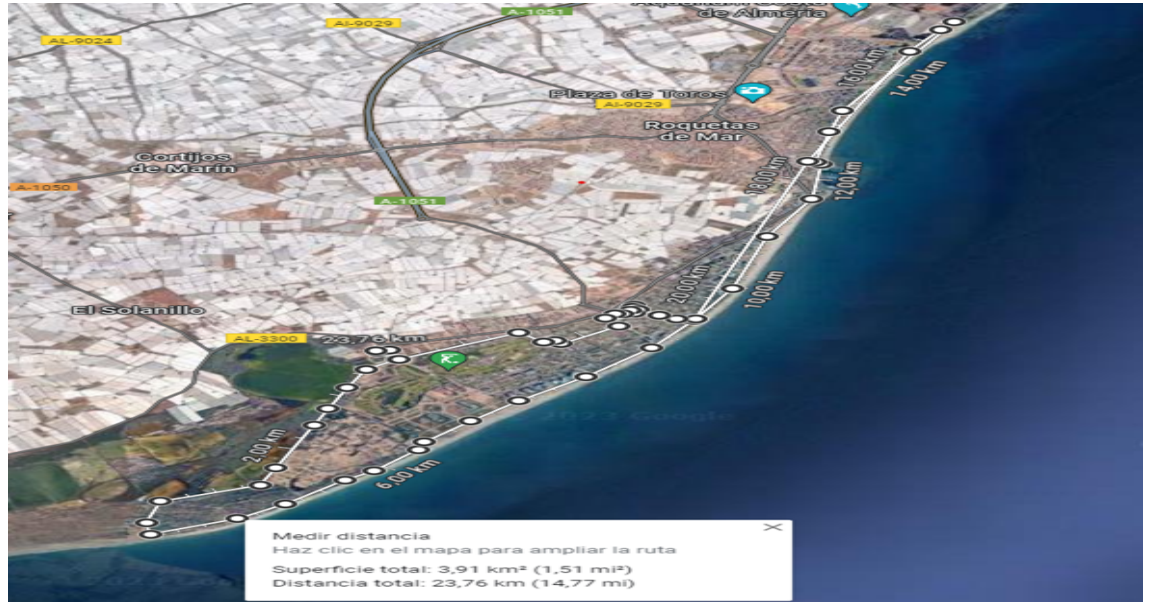 A-1051
de Almería
Al-9029
AL-9024
16,00 km
14,00 km
Plaza de Toros
Al-9029
Roquetas
de Mar
Cortijos
de Marín
18,00 km
12,00 km
A-1050
A-1051
20,00 km
10,00 km
El Solanillo
AL-3300
23,76 km
2023 Google
2,00 km
6,00 km
Medir distancia
Haz clic en el mapa para ampliar la ruta
Superficie total: 3,91 km² (1,51 mi²)
Distancia total: 23,76 km (14,77 mi)